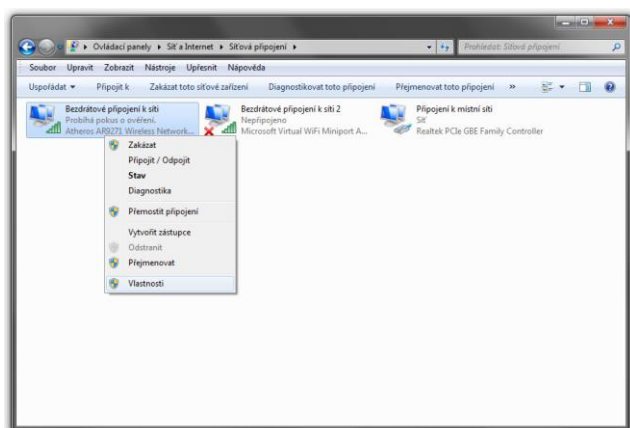 Ovládací panely ▸ Síť a Internet ▸ Síťová připojení ▸
Prohledat: Síťová připojení
Soubor Upravit Zobrazit Nástroje Upřesnit Nápověda
Uspořádat Připojit k Zakázat toto síťové zařízení Diagnostikovat toto připojení Přejmenovat toto připojení »
Bezdrátové připojení k síti
Probíhá pokus o ověření.
Atheros AR9271 Wireless Network...
Bezdrátové připojení k síti 2
Nepřipojeno
Microsoft Virtual WiFi Miniport A...
Připojení k místní síti
Síť
Realtek PCIe GBE Family Controller
Zakázat
Připojit / Odpojit
Stav
Diagnostika
Přemostit připojení
Vytvořit zástupce
Odstranit
Přejmenovat
Vlastnosti